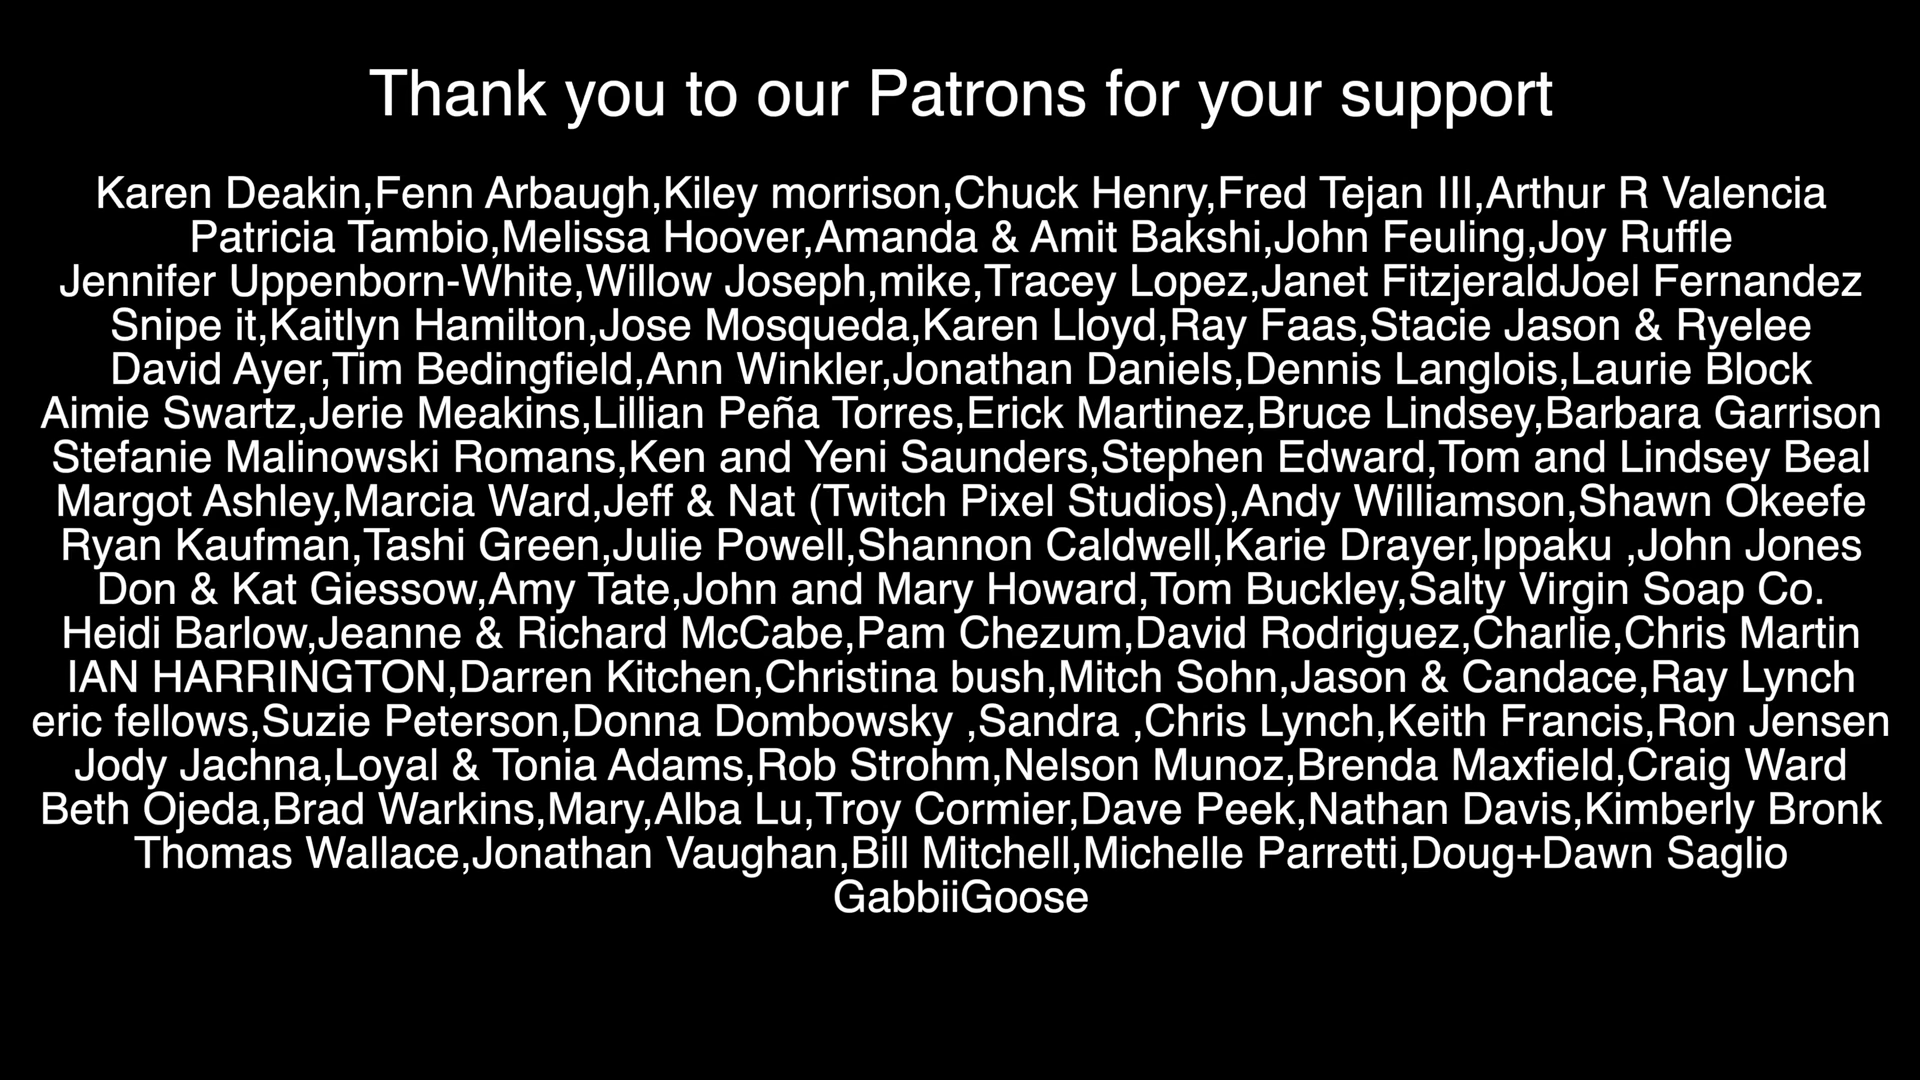 Thank you to our Patrons for your support
Karen Deakin,Fenn Arbaugh,Kiley morrison,Chuck Henry,Fred Tejan III,Arthur R Valencia
Patricia Tambio,Melissa Hoover,Amanda & Amit Bakshi,John Feuling,Joy Ruffle
Jennifer Uppenborn-White,Willow Joseph,mike,Tracey Lopez,Janet FitzjeraldJoel Fernandez
Snipe it,Kaitlyn Hamilton,Jose Mosqueda,Karen Lloyd,Ray Faas,Stacie Jason & Ryelee
David Ayer,Tim Bedingfield,Ann Winkler,Jonathan Daniels,Dennis Langlois,Laurie Block
Aimie Swartz,Jerie Meakins,Lillian Peña Torres,Erick Martinez,Bruce Lindsey,Barbara Garrison
Stefanie Malinowski Romans,Ken and Yeni Saunders,Stephen Edward,Tom and Lindsey Beal
Margot Ashley,Marcia Ward,Jeff & Nat (Twitch Pixel Studios),Andy Williamson,Shawn Okeefe
Ryan Kaufman,Tashi Green,Julie Powell,Shannon Caldwell,Karie Drayer,Ippaku ,John Jones
Don & Kat Giessow,Amy Tate,John and Mary Howard,Tom Buckley,Salty Virgin Soap Co.
Heidi Barlow,Jeanne & Richard McCabe,Pam Chezum,David Rodriguez,Charlie,Chris Martin
IAN HARRINGTON,Darren Kitchen,Christina bush,Mitch Sohn,Jason & Candace,Ray Lynch
eric fellows,Suzie Peterson,Donna Dombowsky ,Sandra ,Chris Lynch,Keith Francis,Ron Jensen
Jody Jachna,Loyal & Tonia Adams,Rob Strohm,Nelson Munoz,Brenda Maxfield,Craig Ward
Beth Ojeda,Brad Warkins,Mary,Alba Lu,Troy Cormier,Dave Peek,Nathan Davis,Kimberly Bronk
Thomas Wallace,Jonathan Vaughan,Bill Mitchell,Michelle Parretti,Doug+Dawn Saglio
GabbiiGoose